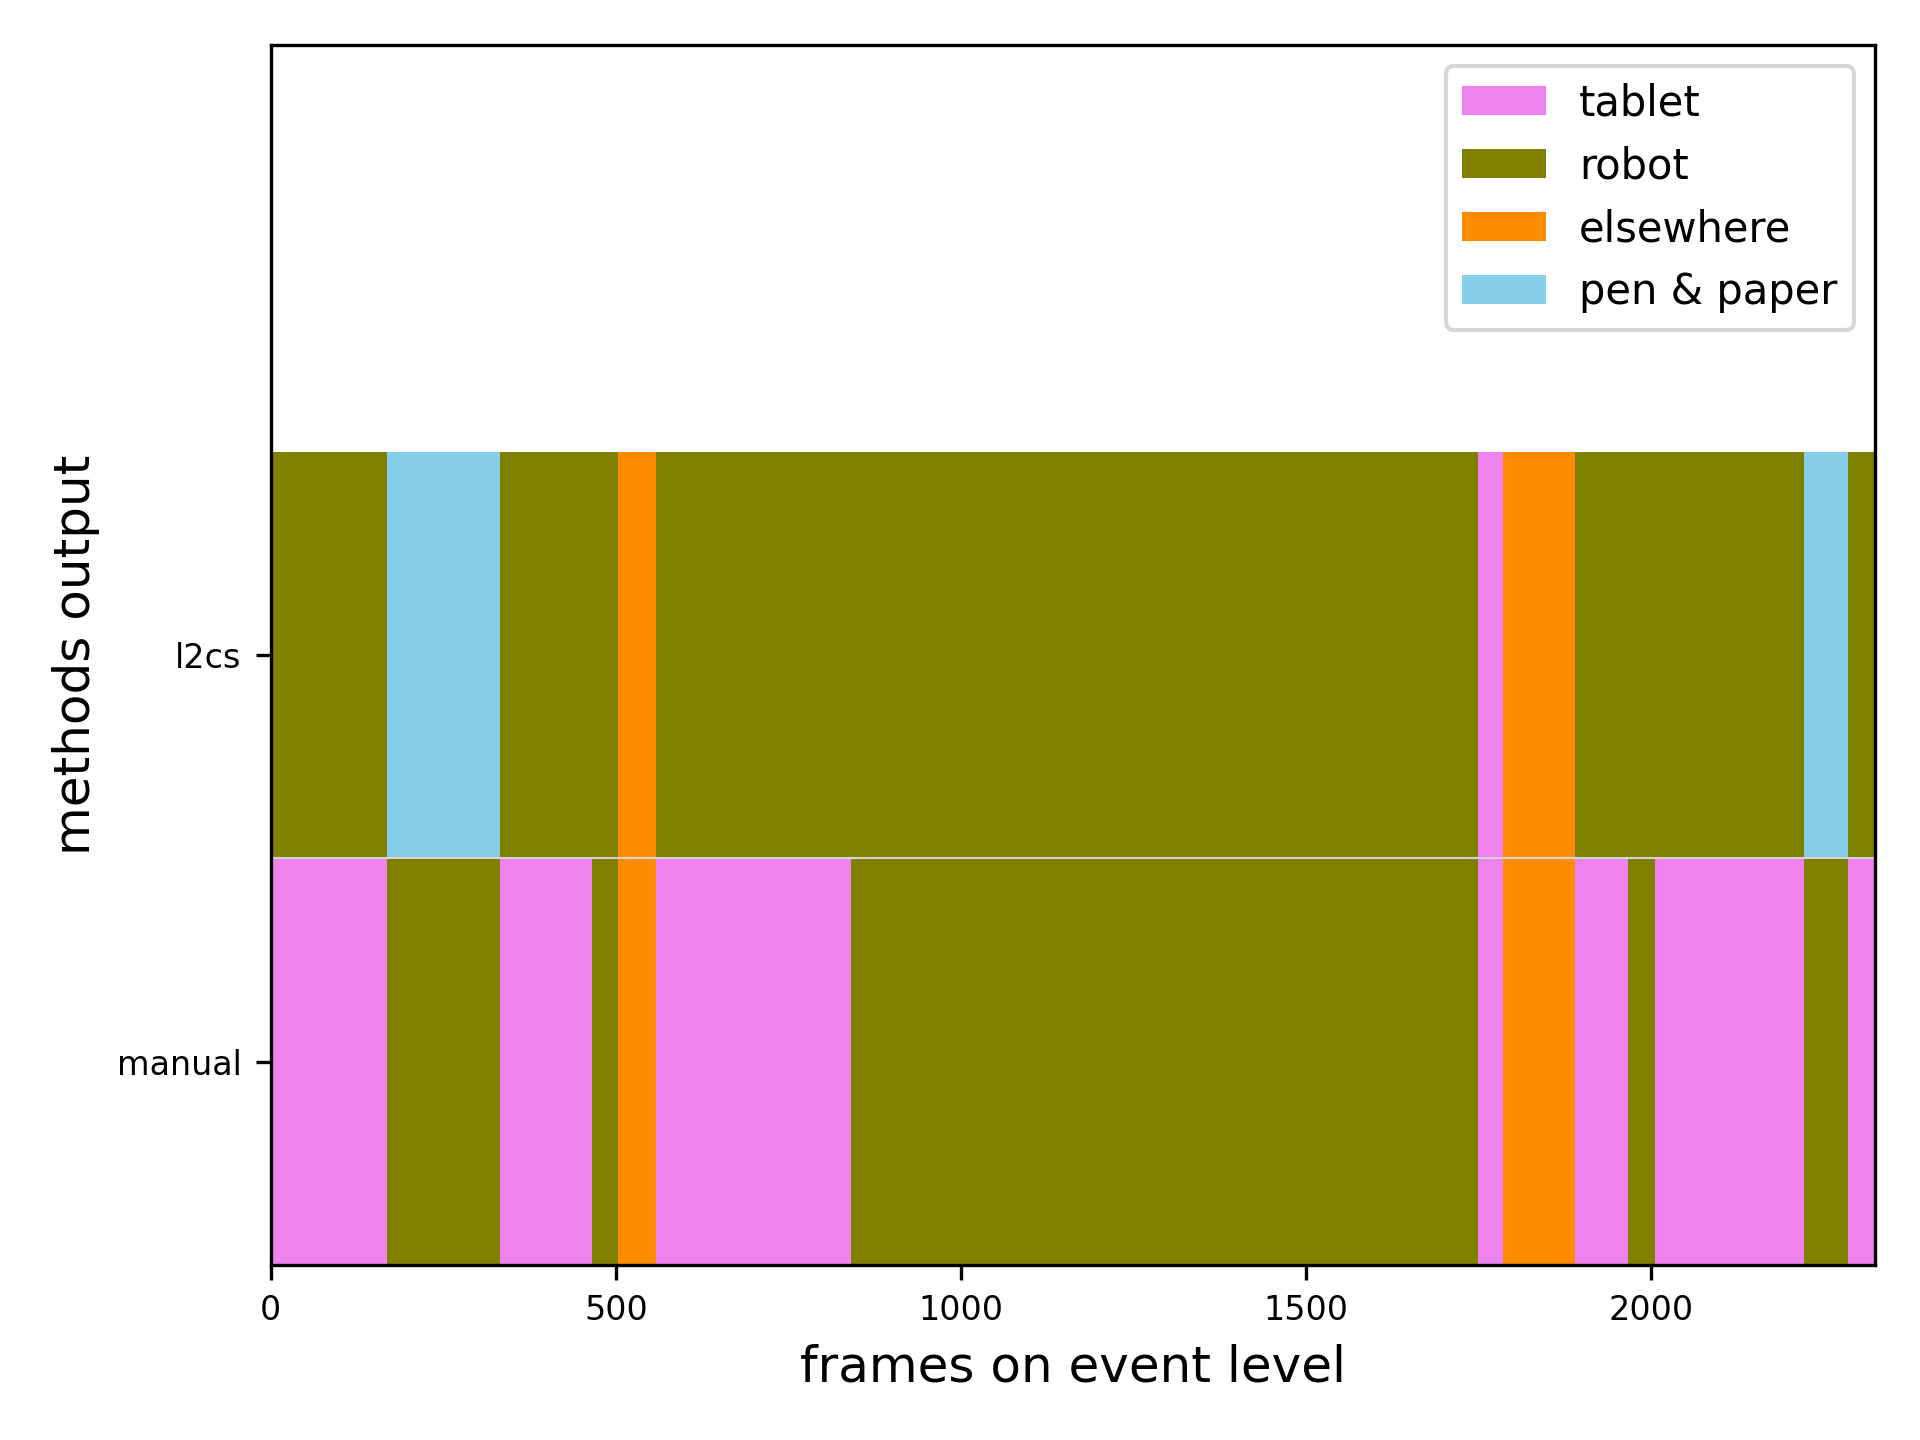 tablet
robot
elsewhere
pen & paper
methods output
l2cs
manual
0 500 1000 1500 2000
frames on event level